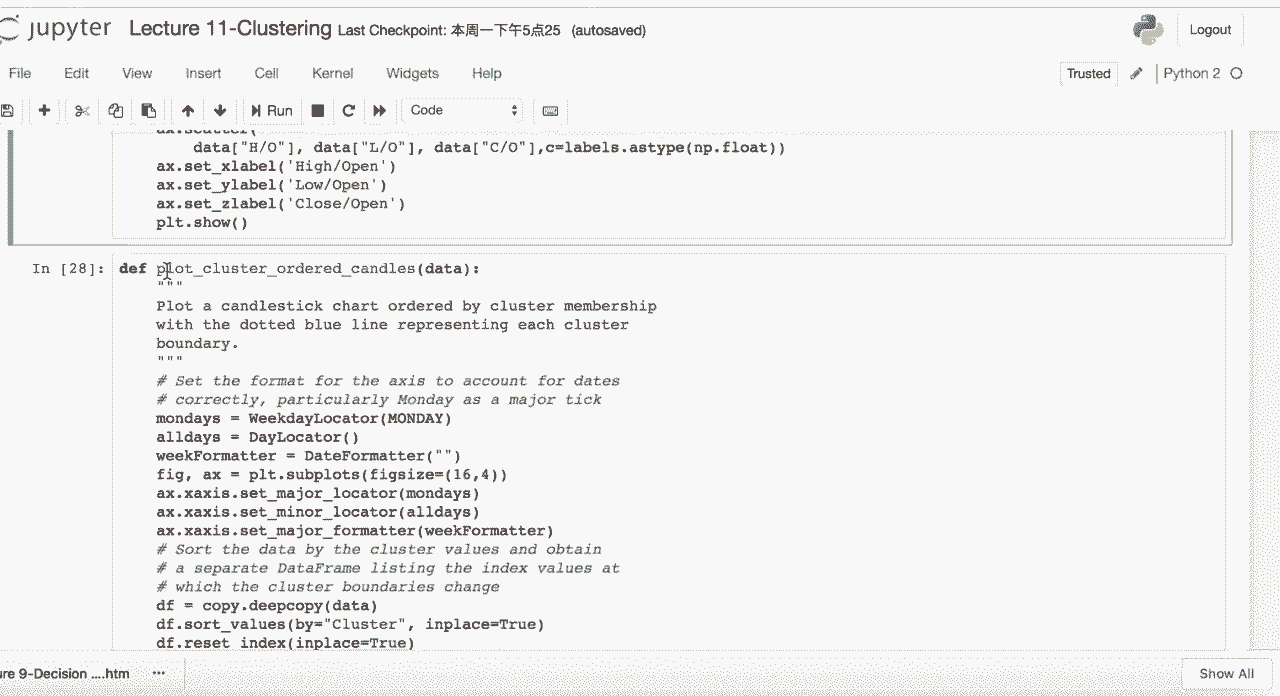 jupyter Lecture 11-Clustering Last Checkpoint: 本周一下午5点25 (autosaved) Logout
File Edit View Insert Cell Kernel Widgets Help Trusted Python 2
Run Code
ax.scatter(
data["H/O"], data["L/O"], data["C/O"],c=labels.astype(np.float))
ax.set_xlabel('High/Open')
ax.set_ylabel('Low/Open')
ax.set_zlabel('Close/Open')
plt.show()
In [28]: def plot_cluster_ordered_candles(data):
"""
Plot a candlestick chart ordered by cluster membership
with the dotted blue line representing each cluster
boundary.
"""
# Set the format for the axis to account for dates
# correctly, particularly Monday as a major tick
mondays = WeekdayLocator(MONDAY)
alldays = DayLocator()
weekFormatter = DateFormatter("")
fig, ax = plt.subplots(figsize=(16,4))
ax.xaxis.set_major_locator(mondays)
ax.xaxis.set_minor_locator(alldays)
ax.xaxis.set_major_formatter(weekFormatter)
# Sort the data by the cluster values and obtain
# a separate DataFrame listing the index values at
# which the cluster boundaries change
df = copy.deepcopy(data)
df.sort_values(by="Cluster", inplace=True)
df.reset_index(inplace=True)
ure 9-Decision ....htm ··· Show All